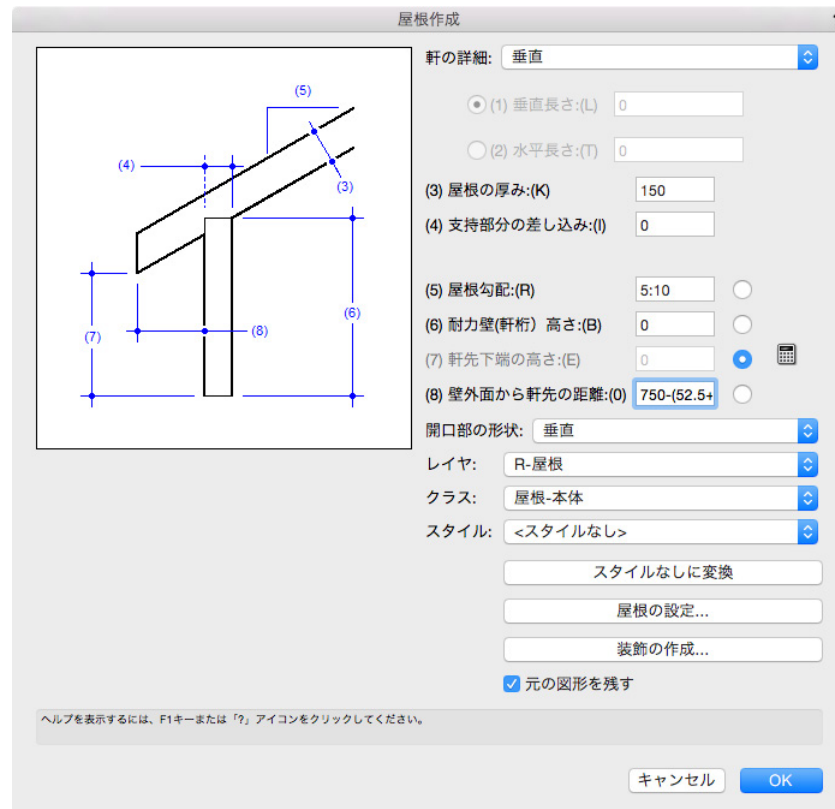 屋根作成
軒の詳細: 垂直
(1) 垂直長さ:(L) 0
(2) 水平長さ:(T) 0
(3) 屋根の厚み:(K) 150
(4) 支持部分の差し込み:(I) 0
(5) 屋根勾配:(R) 5:10
(6) 耐力壁(軒桁）高さ:(B) 0
(7) 軒先下端の高さ:(E) 0
(8) 壁外面から軒先の距離:(0) 750-(52.5+
開口部の形状: 垂直
レイヤ: R-屋根
クラス: 屋根-本体
スタイル: <スタイルなし>
スタイルなしに変換
屋根の設定...
装飾の作成...
元の図形を残す
(5)
(4)
(3)
(6)
(7)
(8)
ヘルプを表示するには、F1キーまたは「?」アイコンをクリックしてください。
キャンセル
OK